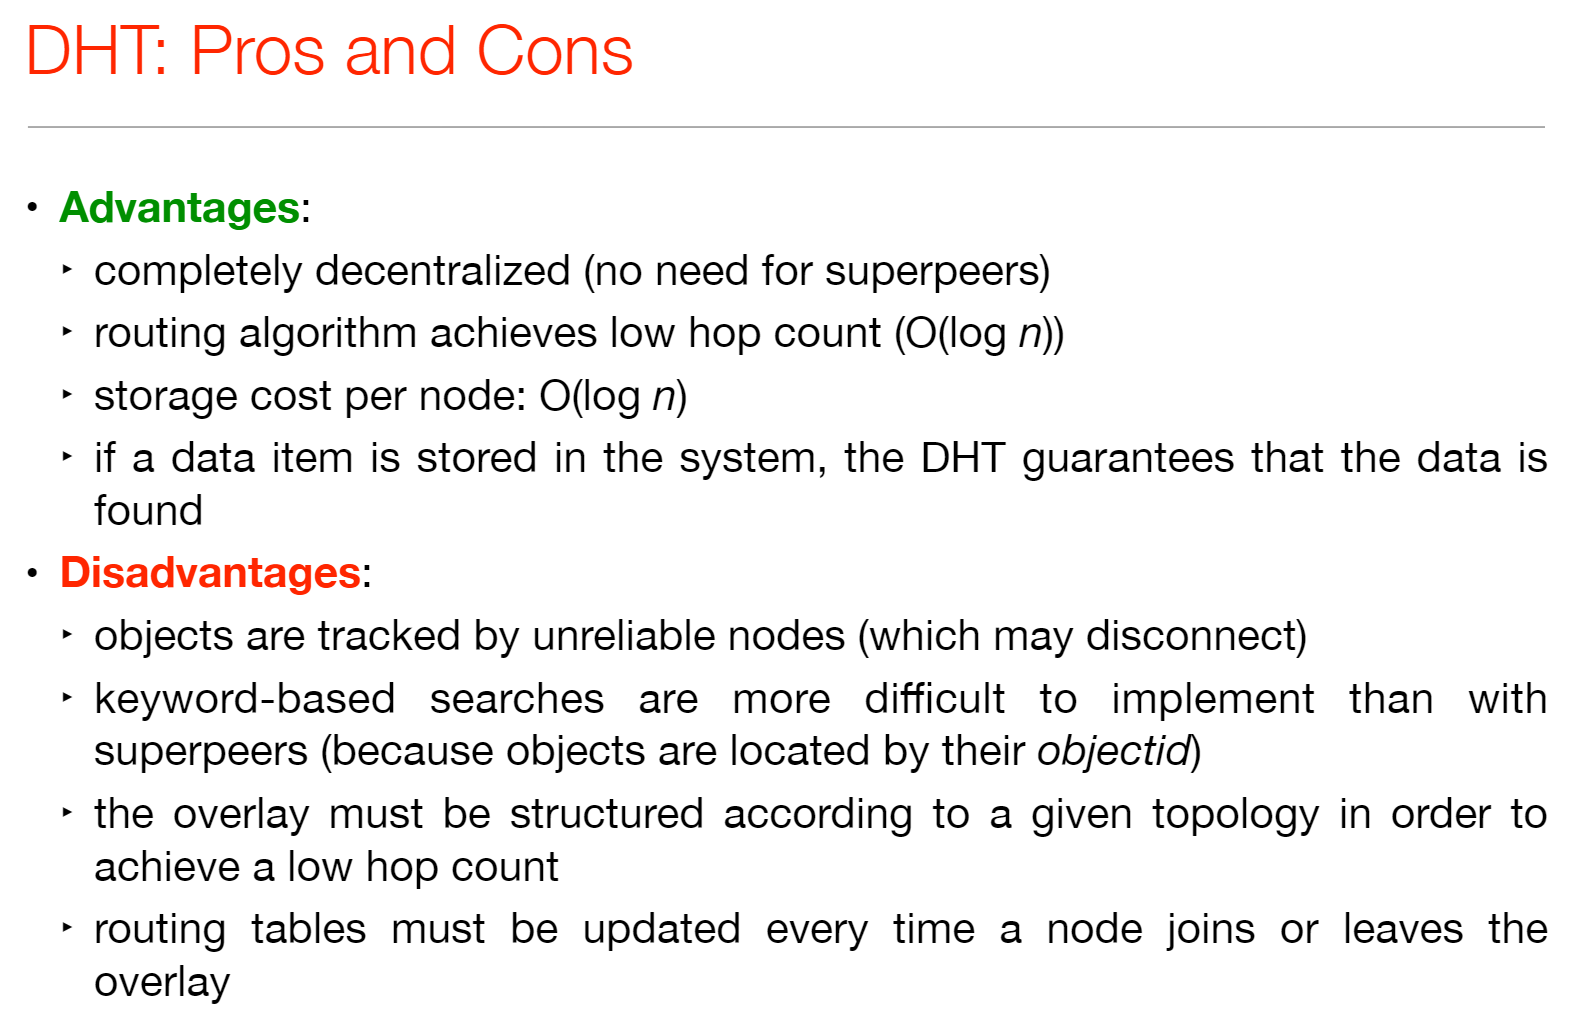 DHT: Pros and Cons
• Advantages:
‣ completely decentralized (no need for superpeers)
‣ routing algorithm achieves low hop count (O(log n))
‣ storage cost per node: O(log n)
‣ if a data item is stored in the system, the DHT guarantees that the data is
found
• Disadvantages:
‣ objects are tracked by unreliable nodes (which may disconnect)
‣ keyword-based searches are more difficult to implement than with
superpeers (because objects are located by their objectid)
‣ the overlay must be structured according to a given topology in order to
achieve a low hop count
‣ routing tables must be updated every time a node joins or leaves the
overlay